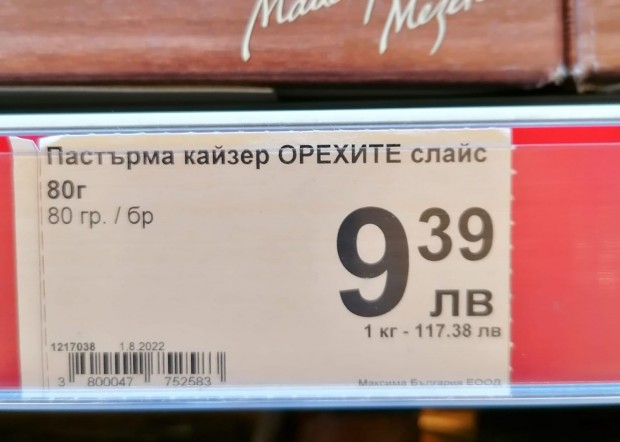 Пастърма кайзер ОРЕХИТЕ слайс
80г
80 гр. / бр
9 39
лв
1 кг - 117.38 лв
1217038 1.8.2022
3 800047 752583
Максима България ЕООД